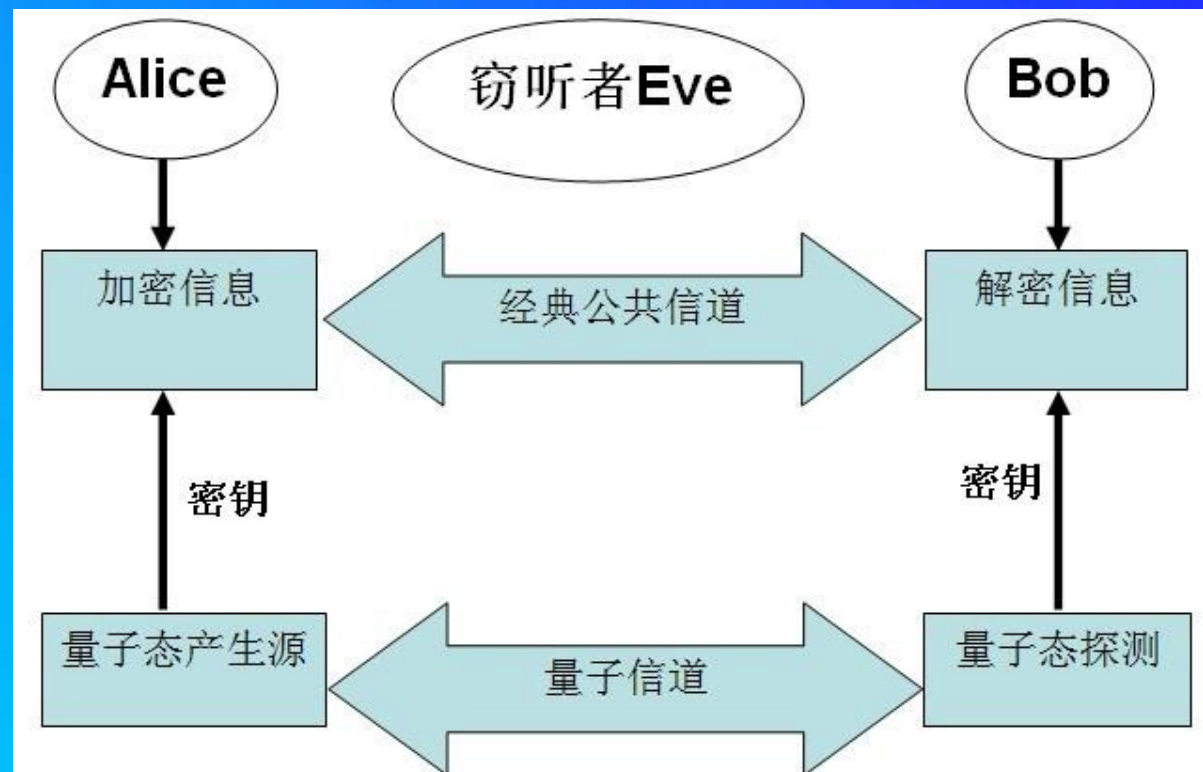 Alice
窃听者Eve
Bob
加密信息
经典公共信道
解密信息
密钥
密钥
量子态产生源
量子信道
量子态探测